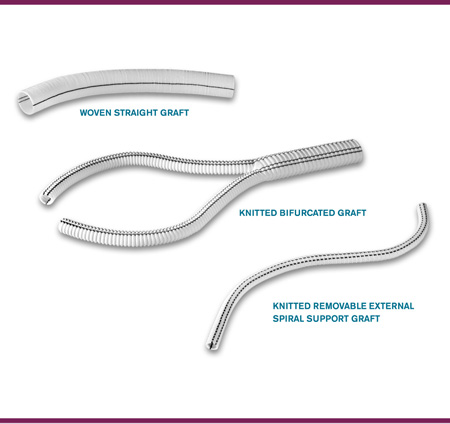 WOVEN STRAIGHT GRAFT
KNITTED BIFURCATED GRAFT
KNITTED REMOVABLE EXTERNAL
SPIRAL SUPPORT GRAFT